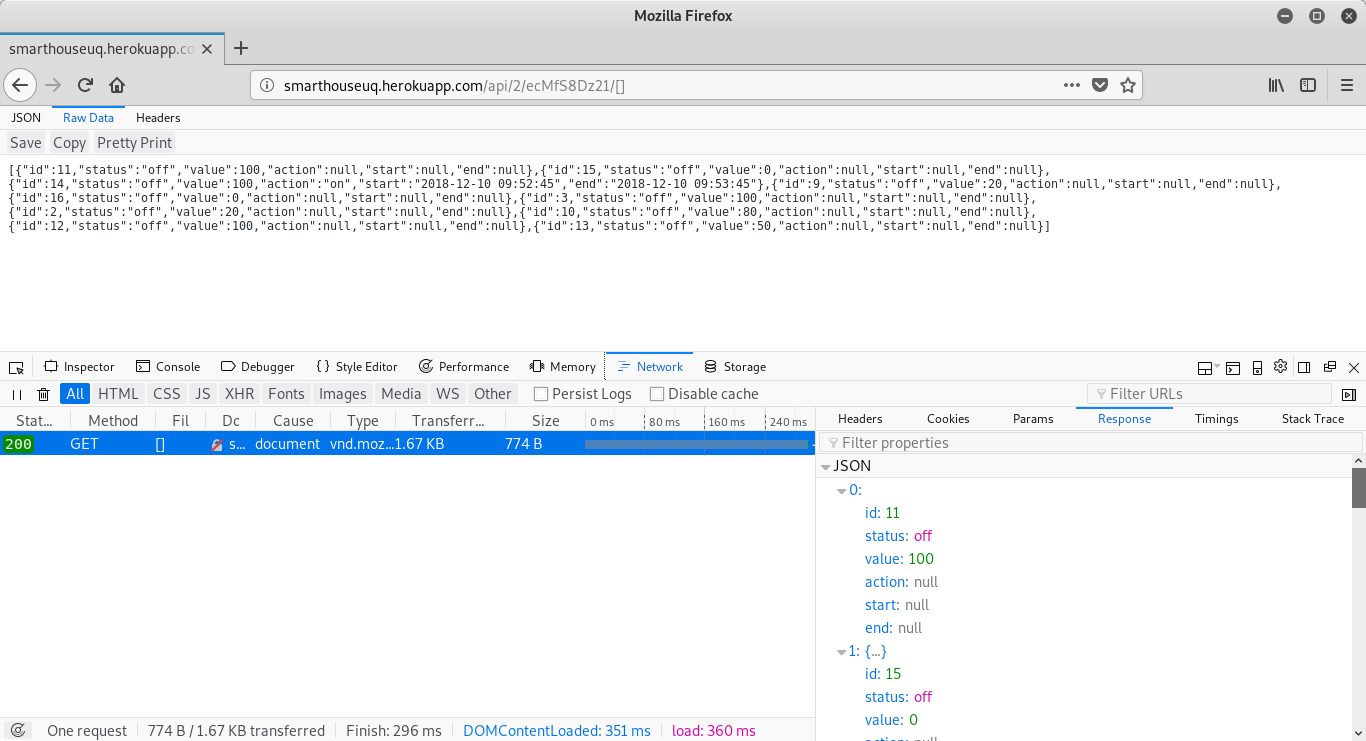 Mozilla Firefox
smarthouseuq.herokuapp.co
smarthouseuq.herokuapp.com/api/2/ecMfS8Dz21/[]
JSON Raw Data Headers
Save Copy Pretty Print
[{"id":11,"status":"off","value":100,"action":null,"start":null,"end":null},{"id":15,"status":"off","value":0,"action":null,"start":null,"end":null},
{"id":14,"status":"off","value":100,"action":"on","start":"2018-12-10 09:52:45","end":"2018-12-10 09:53:45"},{"id":9,"status":"off","value":20,"action":null,"start":null,"end":null},
{"id":16,"status":"off","value":0,"action":null,"start":null,"end":null},{"id":3,"status":"off","value":100,"action":null,"start":null,"end":null},
{"id":2,"status":"off","value":20,"action":null,"start":null,"end":null},{"id":10,"status":"off","value":80,"action":null,"start":null,"end":null},
{"id":12,"status":"off","value":100,"action":null,"start":null,"end":null},{"id":13,"status":"off","value":50,"action":null,"start":null,"end":null}]
Inspector Console Debugger {} Style Editor Performance Memory Network Storage
All HTML CSS JS XHR Fonts Images Media WS Other Persist Logs Disable cache Filter URLs
Stat... Method Fil Dc Cause Type Transferr... Size 0 ms 80 ms 160 ms 240 ms
200 GET [] s... document vnd.moz... 1.67 KB 774 B
Headers Cookies Params Response Timings Stack Trace
Filter properties
JSON
0:
id: 11
status: off
value: 100
action: null
start: null
end: null
1: {...}
id: 15
status: off
value: 0
action: null
One request 774 B / 1.67 KB transferred Finish: 296 ms DOMContentLoaded: 351 ms load: 360 ms